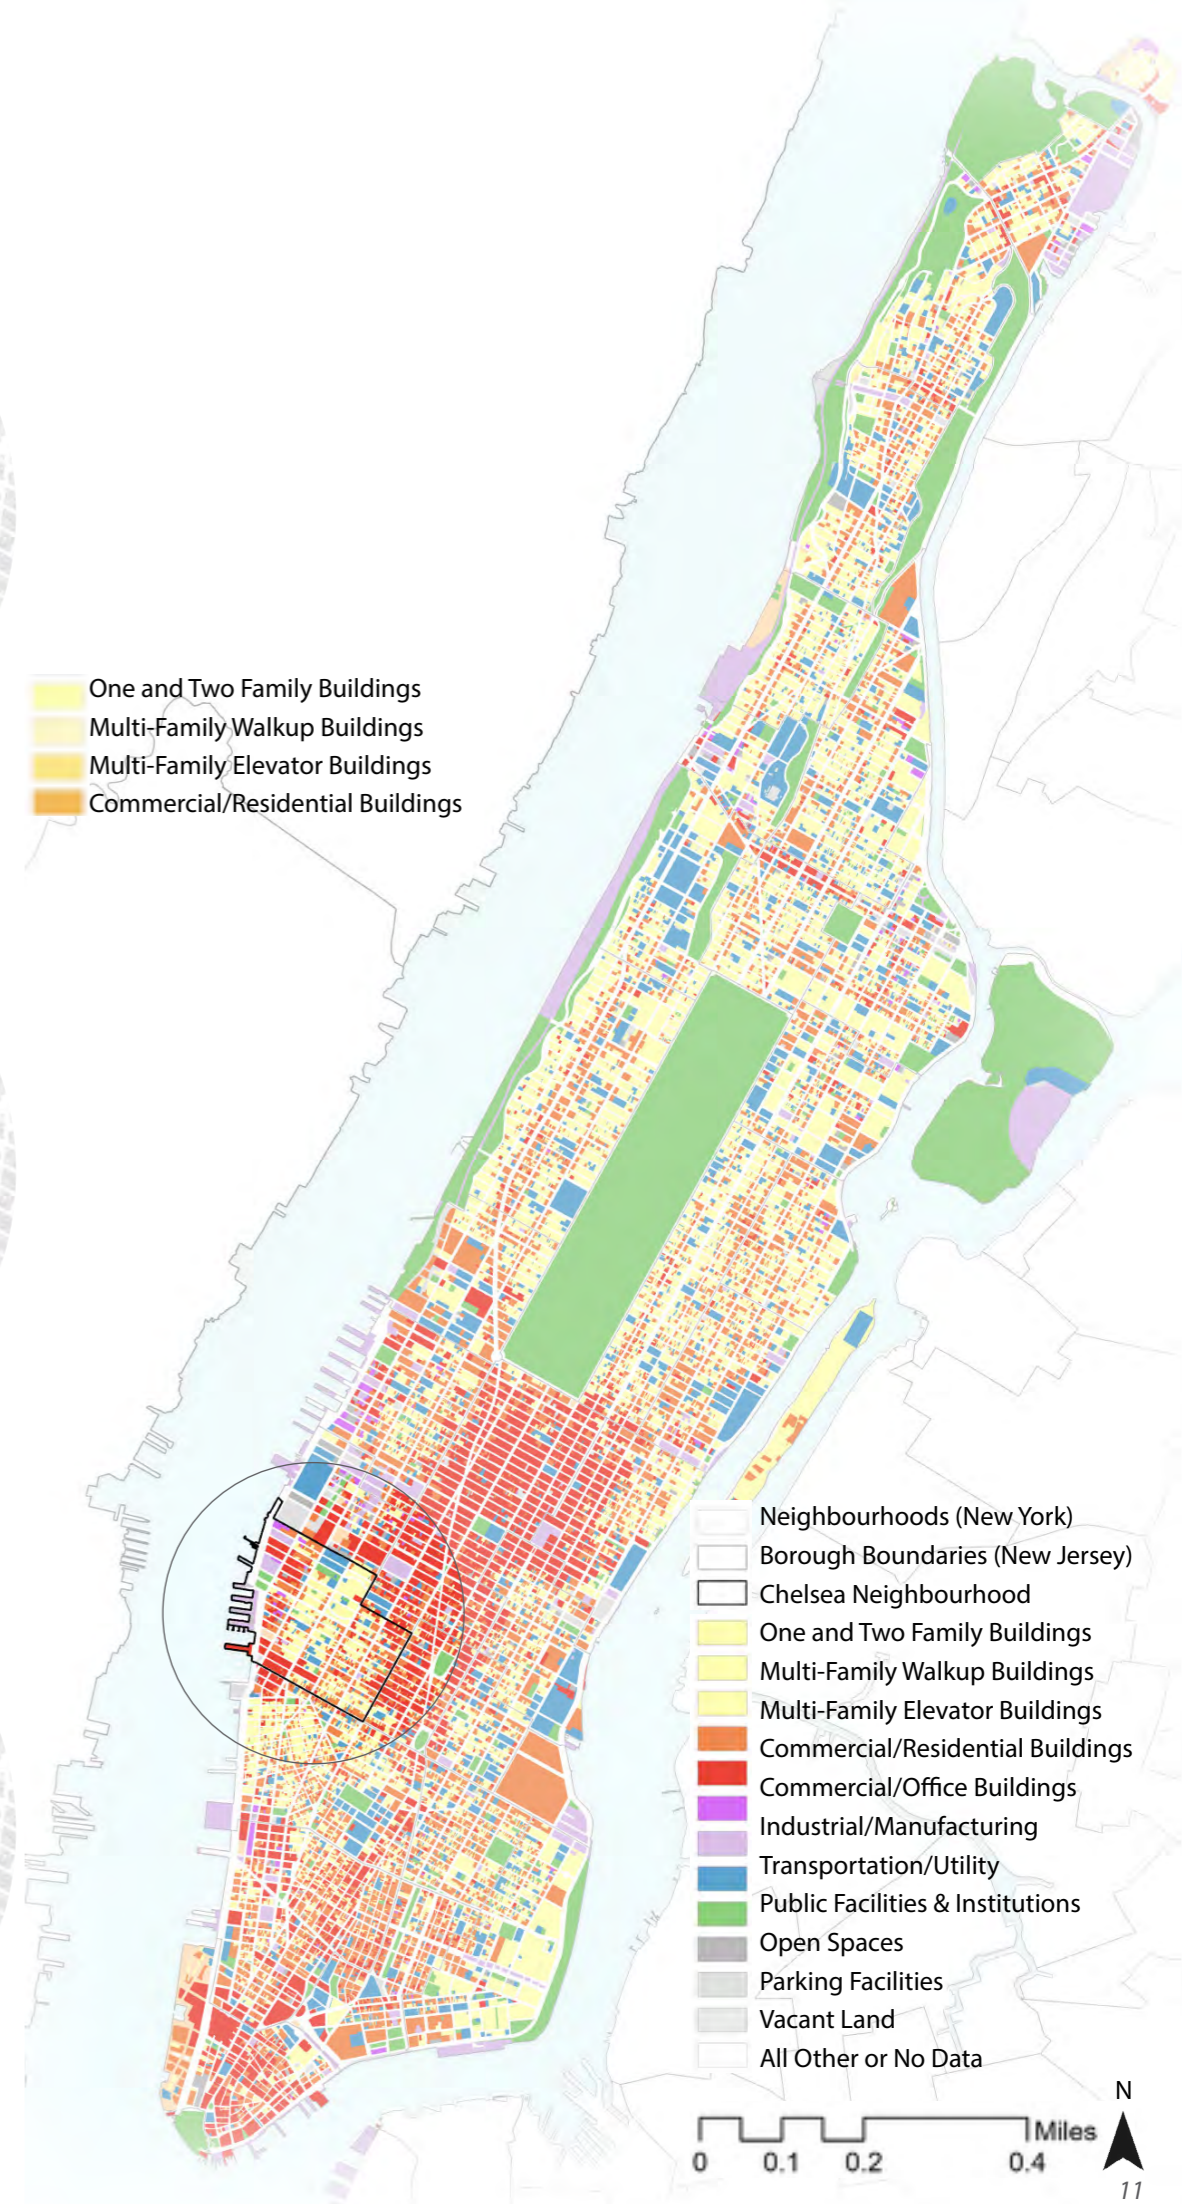 One and Two Family Buildings
Multi-Family Walkup Buildings
Multi-Family Elevator Buildings
Commercial/Residential Buildings
Neighbourhoods (New York)
Borough Boundaries (New Jersey)
Chelsea Neighbourhood
One and Two Family Buildings
Multi-Family Walkup Buildings
Multi-Family Elevator Buildings
Commercial/Residential Buildings
Commercial/Office Buildings
Industrial/Manufacturing
Transportation/Utility
Public Facilities & Institutions
Open Spaces
Parking Facilities
Vacant Land
All Other or No Data
N
Miles
0 0.1 0.2 0.4
11